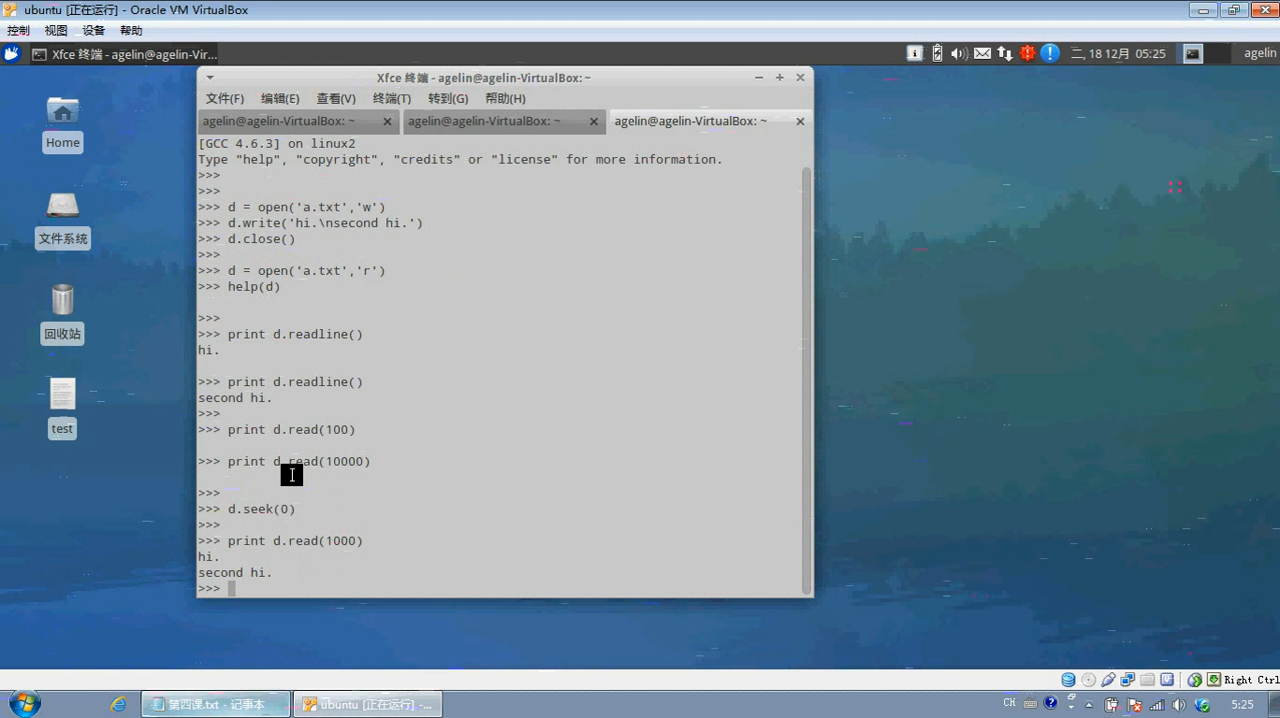 ubuntu [正在运行] - Oracle VM VirtualBox
控制 视图 设备 帮助
Xfce 终端 - agelin@agelin-Vir...
二, 18 12月 05:25
agelin
Home
文件系统
回收站
test
Xfce 终端 - agelin@agelin-VirtualBox: ~
文件(F) 编辑(E) 查看(V) 终端(T) 转到(G) 帮助(H)
agelin@agelin-VirtualBox: ~ agelin@agelin-VirtualBox: ~ agelin@agelin-VirtualBox: ~
[GCC 4.6.3] on linux2
Type "help", "copyright", "credits" or "license" for more information.
>>>
>>>
>>> d = open('a.txt','w')
>>> d.write('hi.\nsecond hi.')
>>> d.close()
>>>
>>> d = open('a.txt','r')
>>> help(d)
>>>
>>> print d.readline()
hi.
>>> print d.readline()
second hi.
>>>
>>> print d.read(100)
>>> print d.read(10000)
>>>
>>> d.seek(0)
>>>
>>> print d.read(1000)
hi.
second hi.
>>>
Right Ctrl
第四课.txt - 记事本
ubuntu [正在运行] -...
CH
5:25